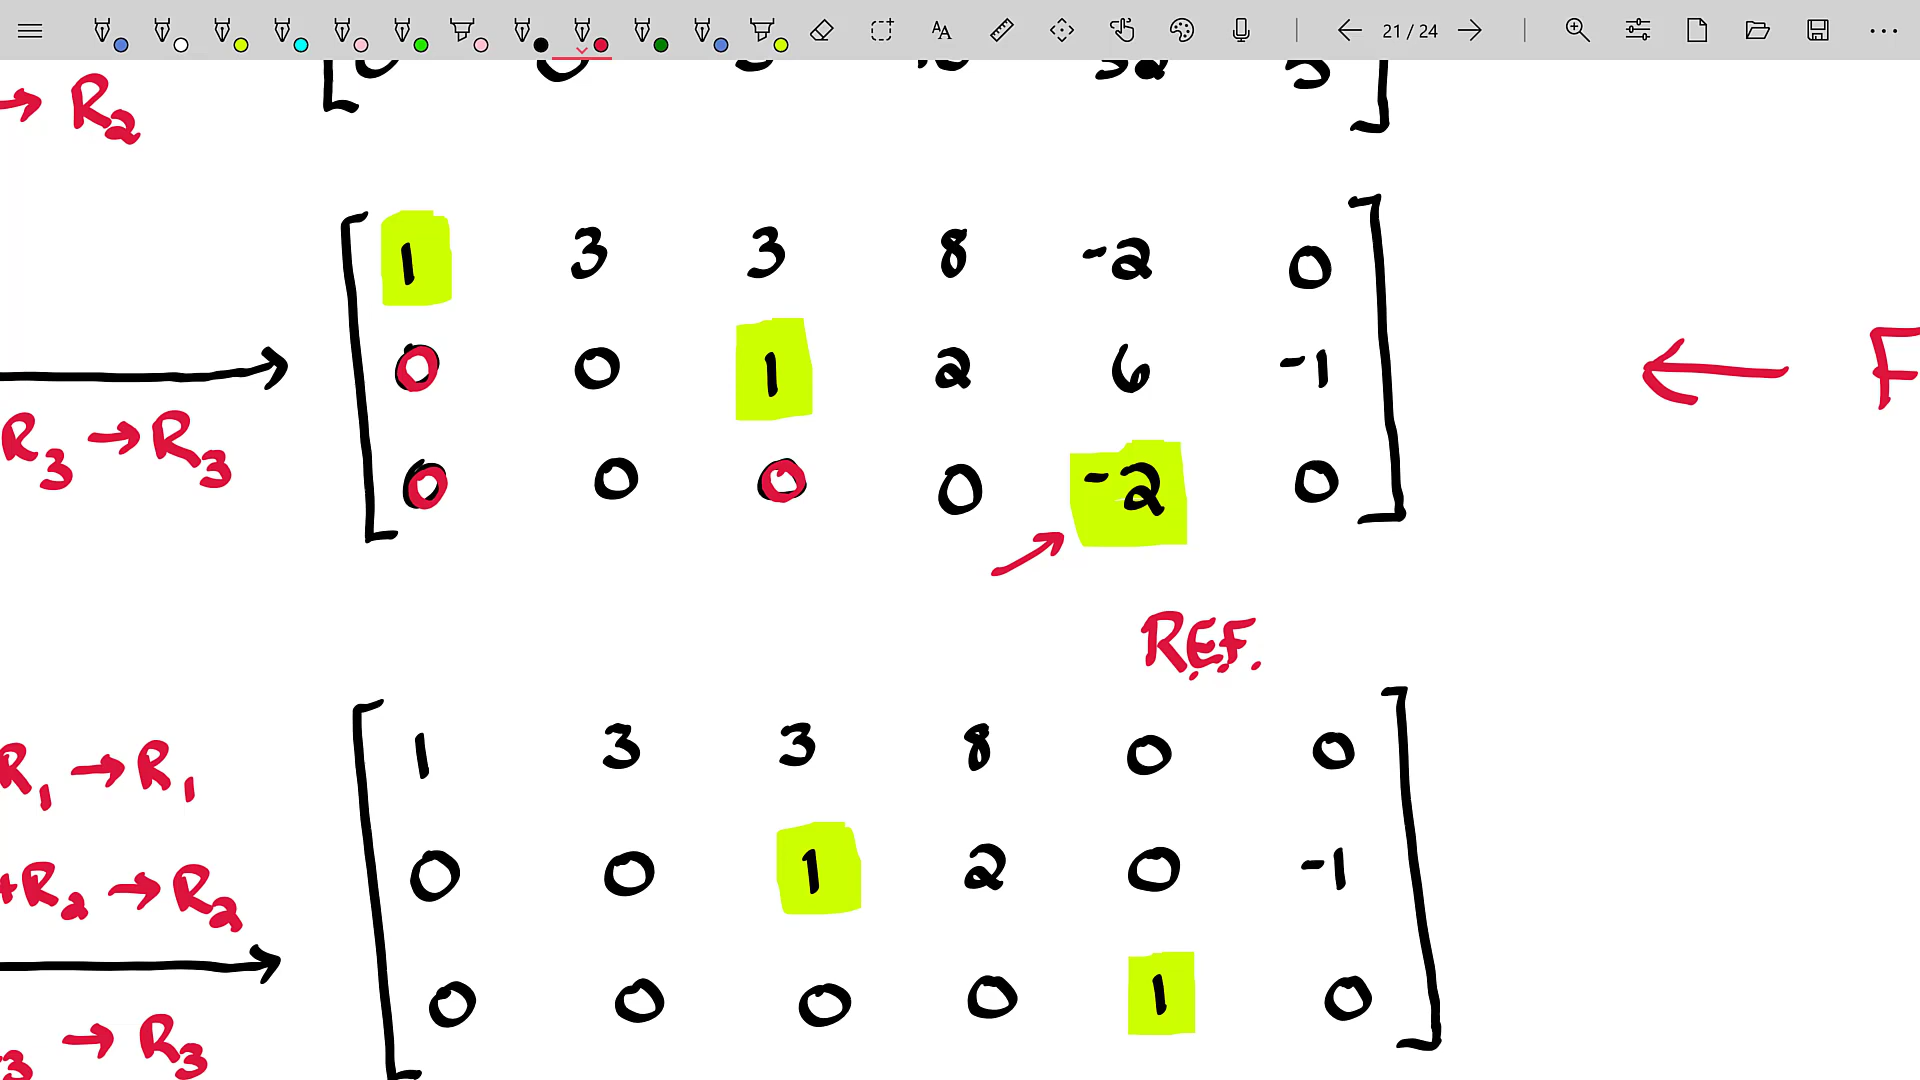 21 / 24
→ R2
[1 3 3 8 -2 0]
[0 0 1 2 6 -1]
[0 0 0 0 -2 0]
← F
R3 → R3
R.E.F.
[1 3 3 8 0 0]
[0 0 1 2 0 -1]
[0 0 0 0 1 0]
R1 → R1
+R2 → R2
3 → R3